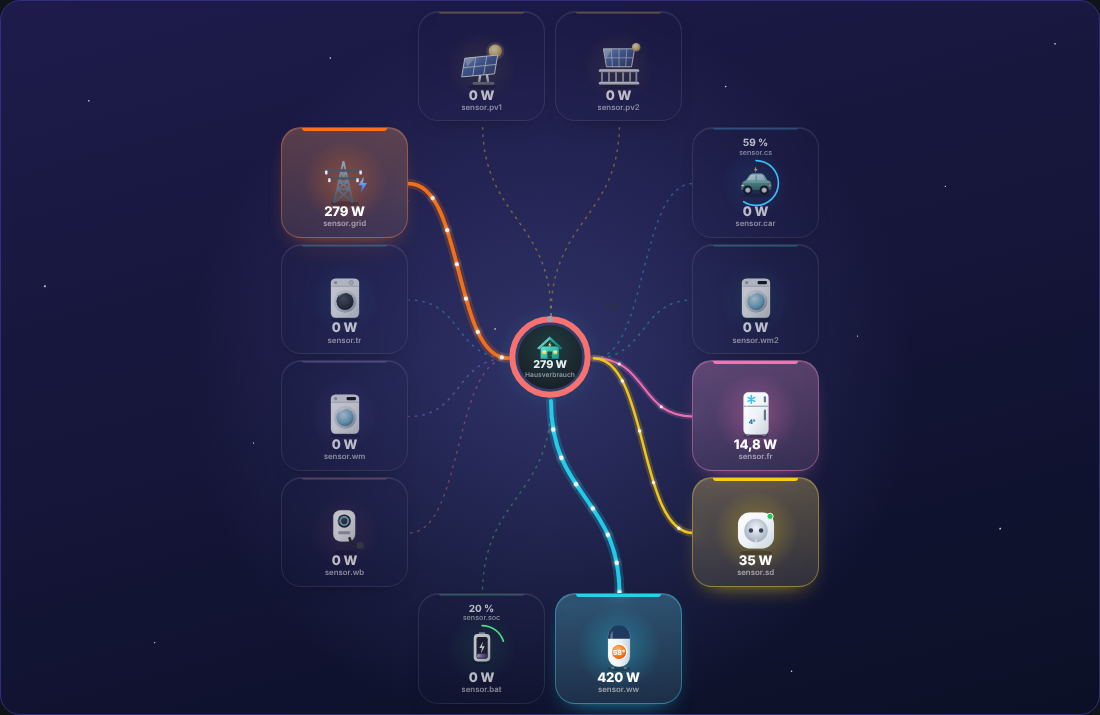 0 W
sensor.pv1
0 W
sensor.pv2
279 W
sensor.grid
59 %
sensor.cs
0 W
sensor.car
0 W
sensor.tr
0 W
sensor.wm2
279 W
Hausverbrauch
0 W
sensor.wm
4°
14,8 W
sensor.fr
0 W
sensor.wb
35 W
sensor.sd
20 %
sensor.soc
0 W
sensor.bat
58°
420 W
sensor.ww